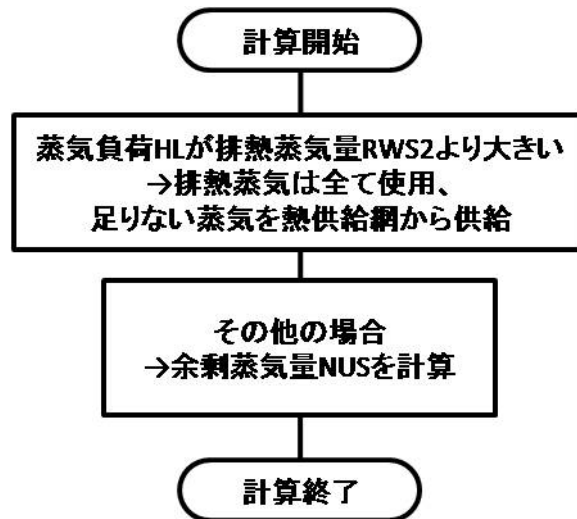 計算開始
蒸気負荷HLが排熱蒸気量RWS2より大きい
→排熱蒸気は全て使用、
足りない蒸気を熱供給網から供給
その他の場合
→余剰蒸気量NUSを計算
計算終了